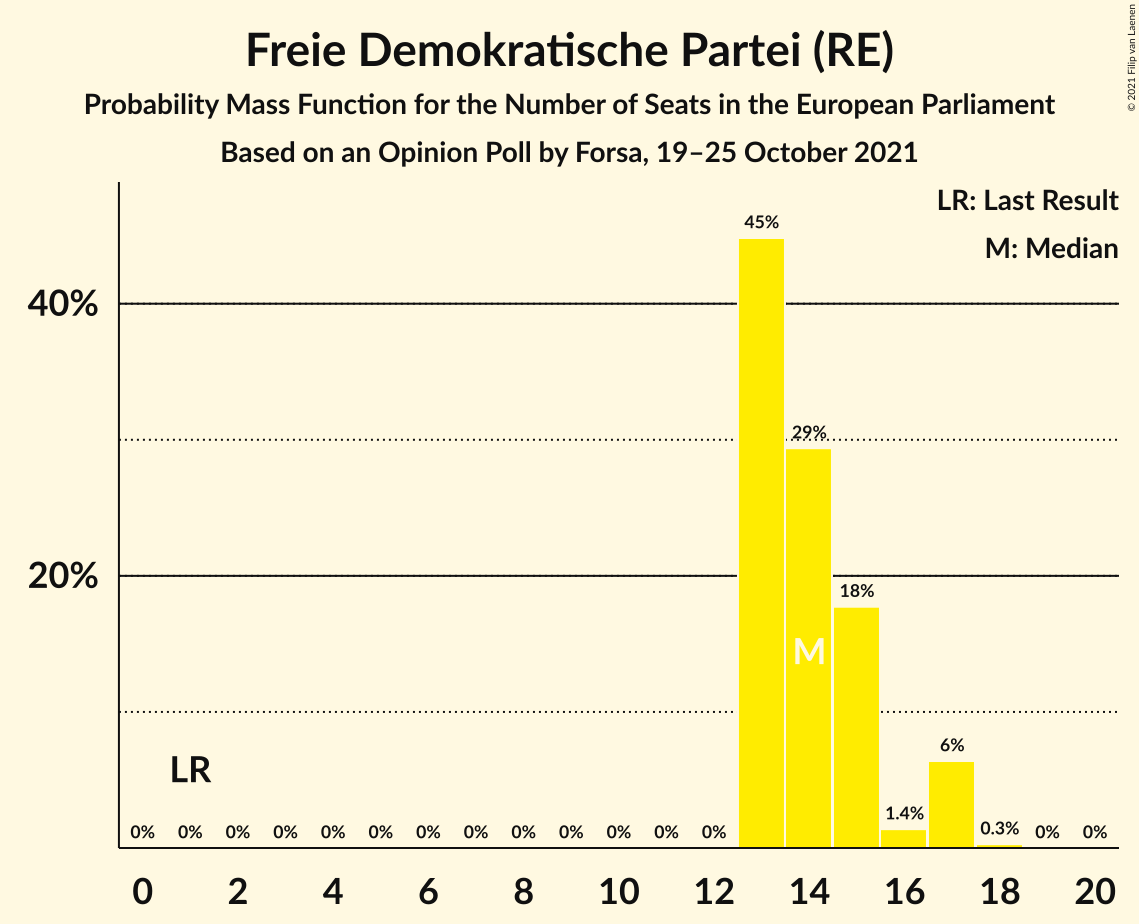 Freie Demokratische Partei (RE)
Probability Mass Function for the Number of Seats in the European Parliament
Based on an Opinion Poll by Forsa, 19–25 October 2021
© 2021 Filip van Laenen
LR: Last Result
M: Median
45%
40%
29%
20%
18%
M
6%
LR
1.4%
0.3%
0% 0% 0% 0% 0% 0% 0% 0% 0% 0% 0% 0% 0% 0% 0%
0 2 4 6 8 10 12 14 16 18 20